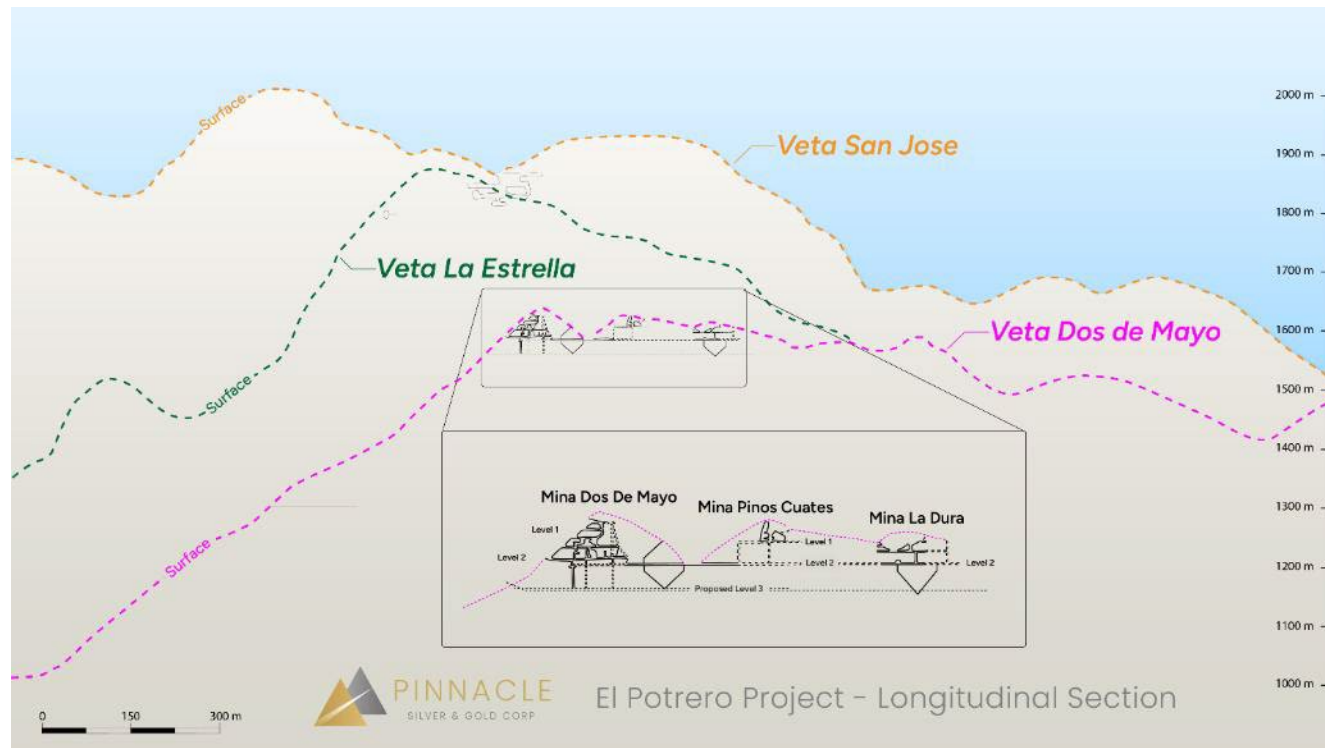 2000 m
Surface
Veta San Jose
1900 m
1800 m
Veta La Estrella
1700 m
1600 m
Veta Dos de Mayo
1500 m
Surface
1400 m
1300 m
Mina Dos De Mayo
Mina Pinos Cuates
Mina La Dura
Level 1
Level 1
Level 2
Level 2
Level 2
Surface
Proposed Level 3
1200 m
1100 m
1000 m
PINNACLE
SILVER & GOLD CORP
El Potrero Project - Longitudinal Section
0 150 300 m